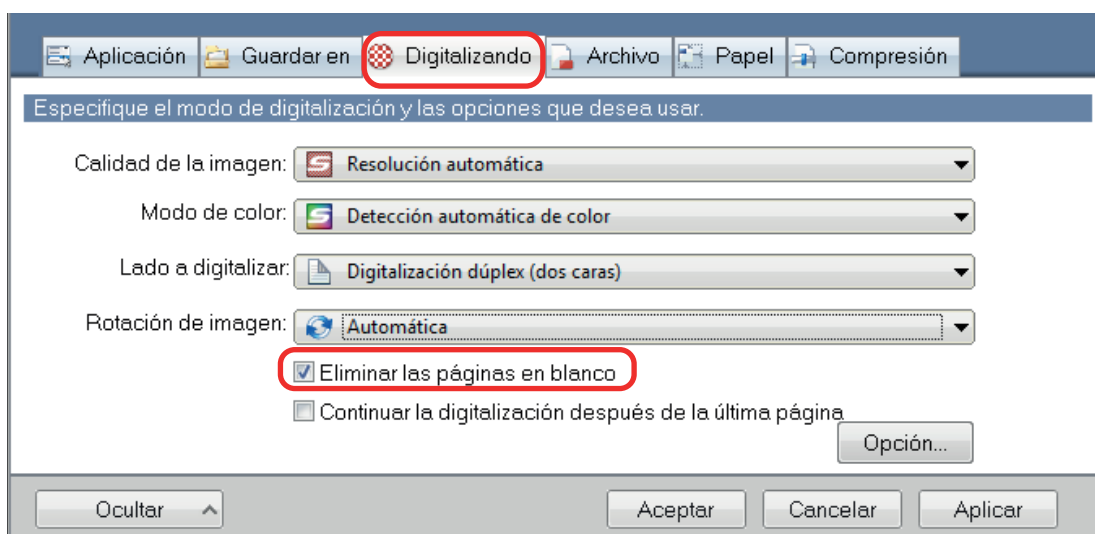 Aplicación Guardar en Digitalizando Archivo Papel Compresión
Especifique el modo de digitalización y las opciones que desea usar.
Calidad de la imagen: Resolución automática
Modo de color: Detección automática de color
Lado a digitalizar: Digitalización dúplex (dos caras)
Rotación de imagen: Automática
Eliminar las páginas en blanco
Continuar la digitalización después de la última página
Opción...
Ocultar Aceptar Cancelar Aplicar